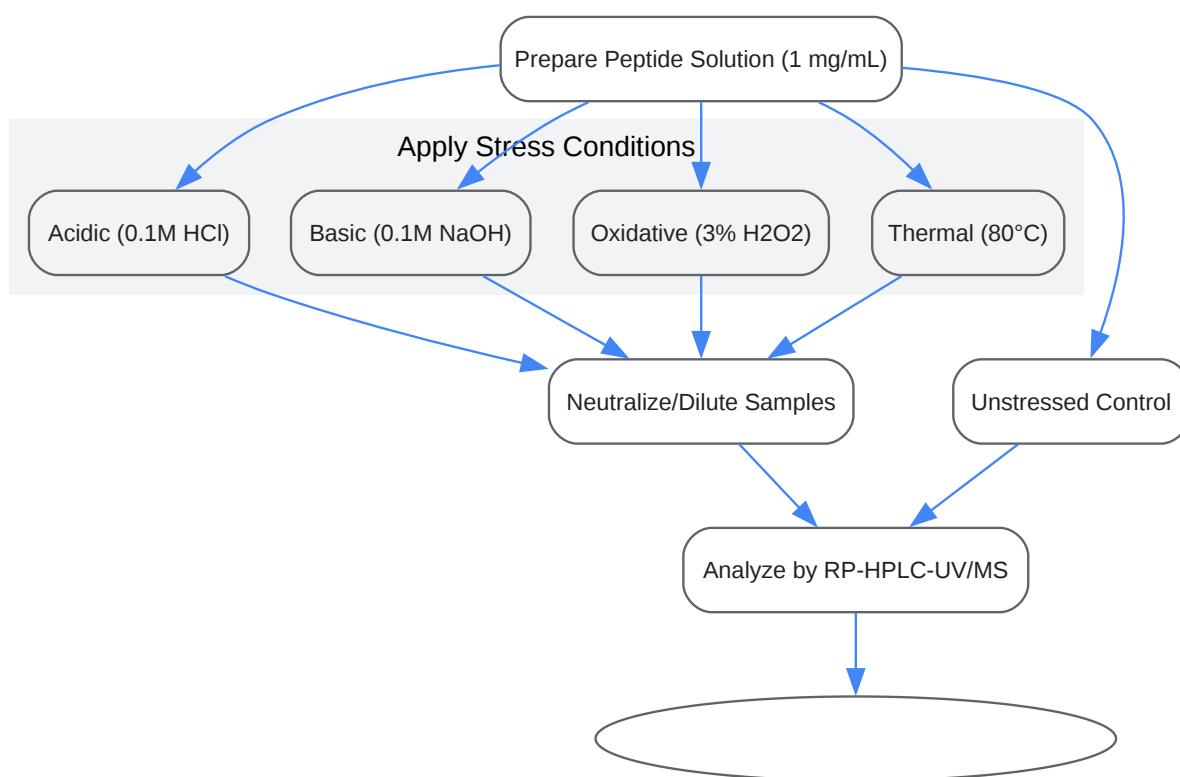 Prepare Peptide Solution (1 mg/mL)
Apply Stress Conditions
Acidic (0.1M HCl)
Basic (0.1M NaOH)
Oxidative (3% H2O2)
Thermal (80°C)
Neutralize/Dilute Samples
Unstressed Control
Analyze by RP-HPLC-UV/MS